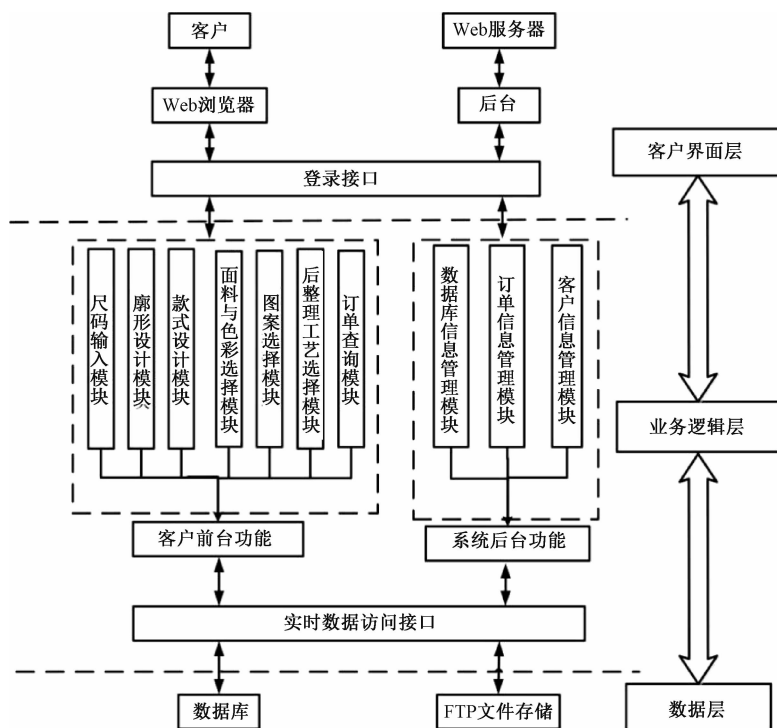 客户
Web服务器
Web浏览器
后台
客户界面层
登录接口
尺码输入模块
廓形设计模块
款式设计模块
面料与色彩选择模块
图案选择模块
后整理工艺选择模块
订单查询模块
数据库信息管理模块
订单信息管理模块
客户信息管理模块
业务逻辑层
客户前台功能
系统后台功能
实时数据访问接口
数据库
FTP文件存储
数据层